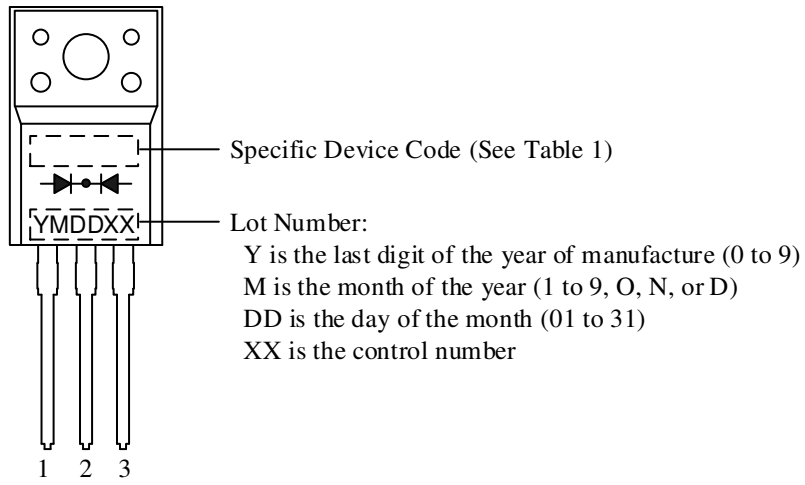 Specific Device Code (See Table 1)
YMDDXX
Lot Number:
Y is the last digit of the year of manufacture (0 to 9)
M is the month of the year (1 to 9, O, N, or D)
DD is the day of the month (01 to 31)
XX is the control number
1 2 3